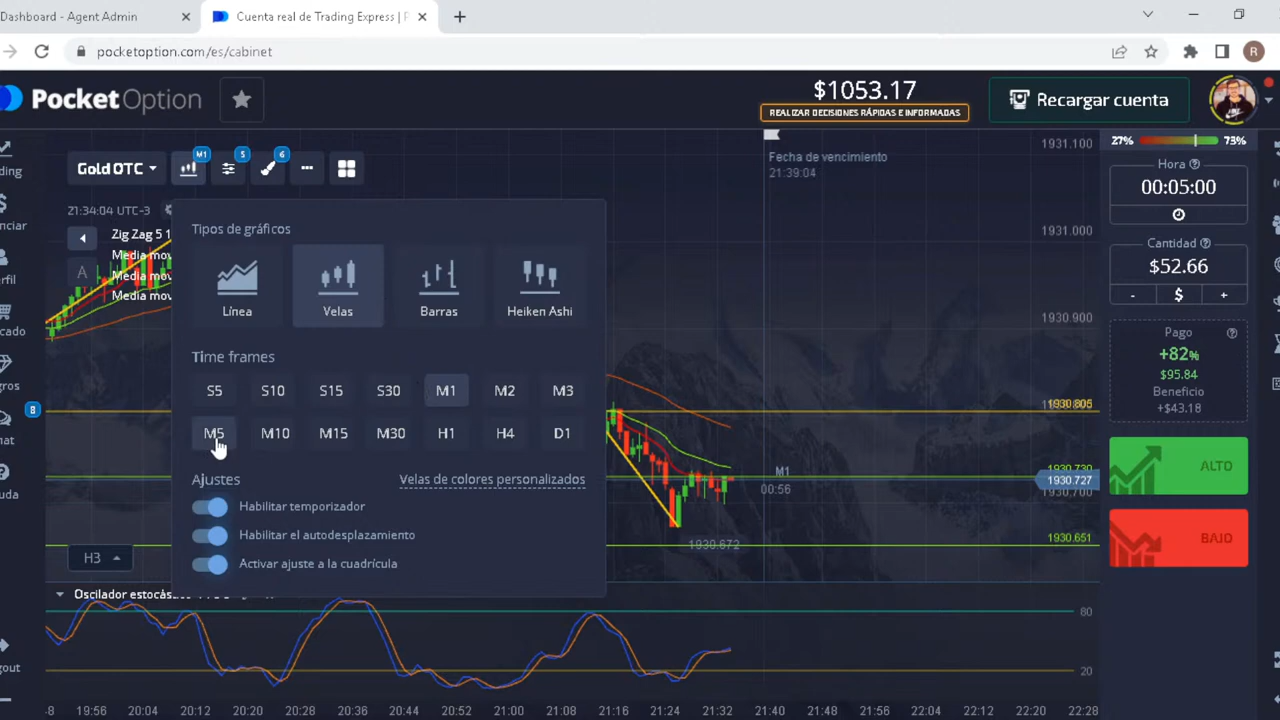 Dashboard - Agent Admin
Cuenta real de Trading Express | P
pocketoption.com/es/cabinet
R
PocketOption
$1053.17
REALIZAR DECISIONES RÁPIDAS E INFORMADAS
Recargar cuenta
Gold OTC
M1
5
6
Fecha de vencimiento
21:39:04
1931.100
27%
73%
Hora
00:05:00
21:34:04 UTC-3
Zig Zag 5 1
Media mov
Media mov
Media mov
A
Tipos de gráficos
Línea
Velas
Barras
Heiken Ashi
1931.000
Cantidad
$52.66
-
$
+
1930.900
Time frames
S5
S10
S15
S30
M1
M2
M3
M5
M10
M15
M30
H1
H4
D1
Pago
+82%
$95.84
Beneficio
+$43.18
1930.805
8
Ajustes
Velas de colores personalizados
Habilitar temporizador
Habilitar el autodesplazamiento
Activar ajuste a la cuadrícula
M1
00:56
1930.730
1930.727
1930.700
ALTO
BAJO
1930.651
1930.672
H3
Oscilador estocás
80
20
19:56
20:04
20:12
20:20
20:28
20:36
20:44
20:52
21:00
21:08
21:16
21:24
21:32
21:40
21:48
21:56
22:04
22:12
22:20
22:28